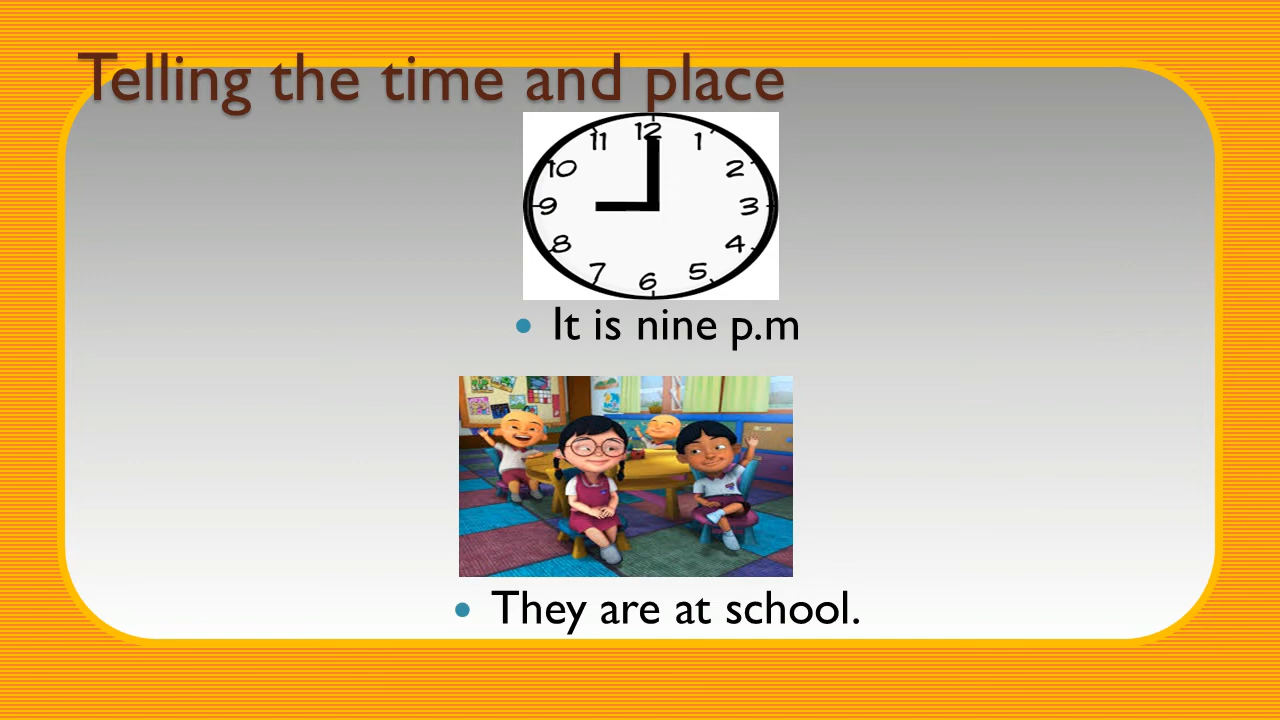 Telling the time and place
12
11 1
10 2
9 3
8 4
7 5
6
It is nine p.m
They are at school.